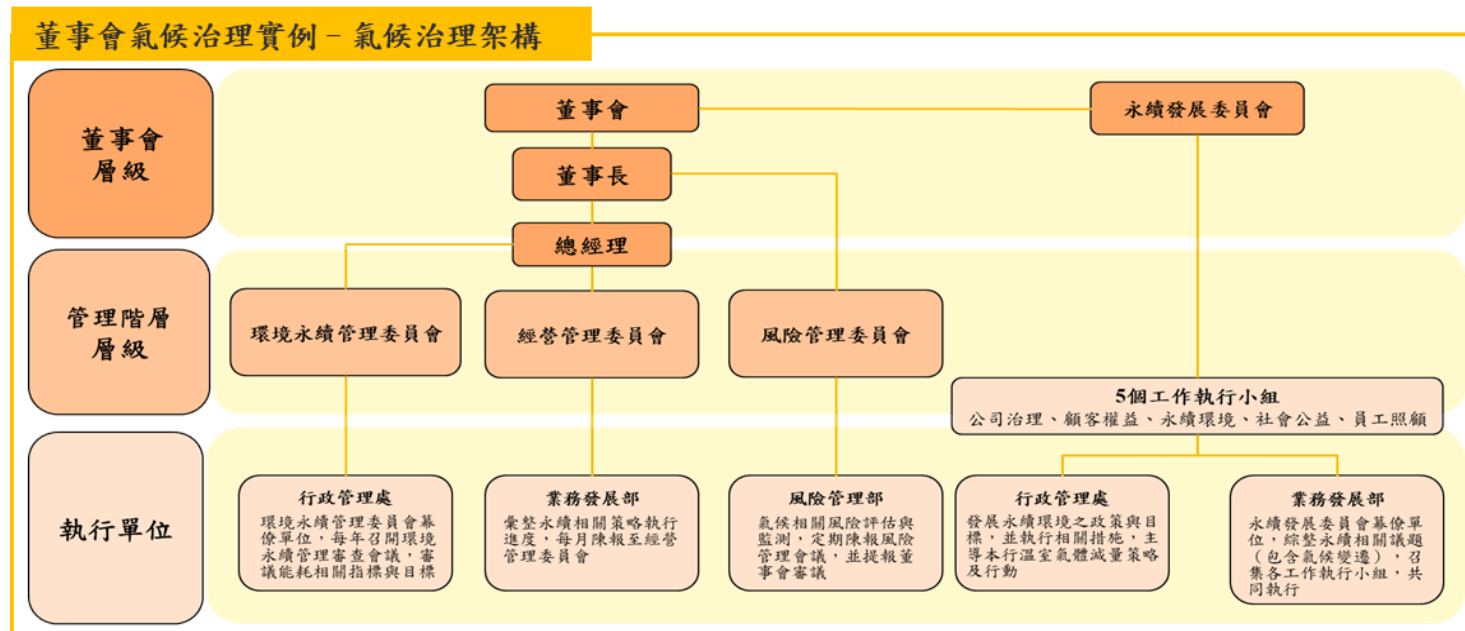 董事會氣候治理實例 – 氣候治理架構
董事會
層級
董事會
永續發展委員會
董事長
總經理
管理階層
層級
環境永續管理委員會
經營管理委員會
風險管理委員會
5個工作執行小組
公司治理、顧客權益、永續環境、社會公益、員工照顧
執行單位
行政管理處
環境永續管理委員會幕
僚單位，每年召開環境
永續管理審查會議，審
議能耗相關指標與目標
業務發展部
彙整永續相關策略執行
進度，每月陳報至經營
管理委員會
風險管理部
氣候相關風險評估與
監測，定期陳報風險
管理會議，並提報董
事會審議
行政管理處
發展永續環境之政策與目
標，並執行相關措施，主
導本行溫室氣體減量策略
及行動
業務發展部
永續發展委員會幕僚單
位，綜整永續相關議題
（包含氣候變遷），召
集各工作執行小組，共
同執行